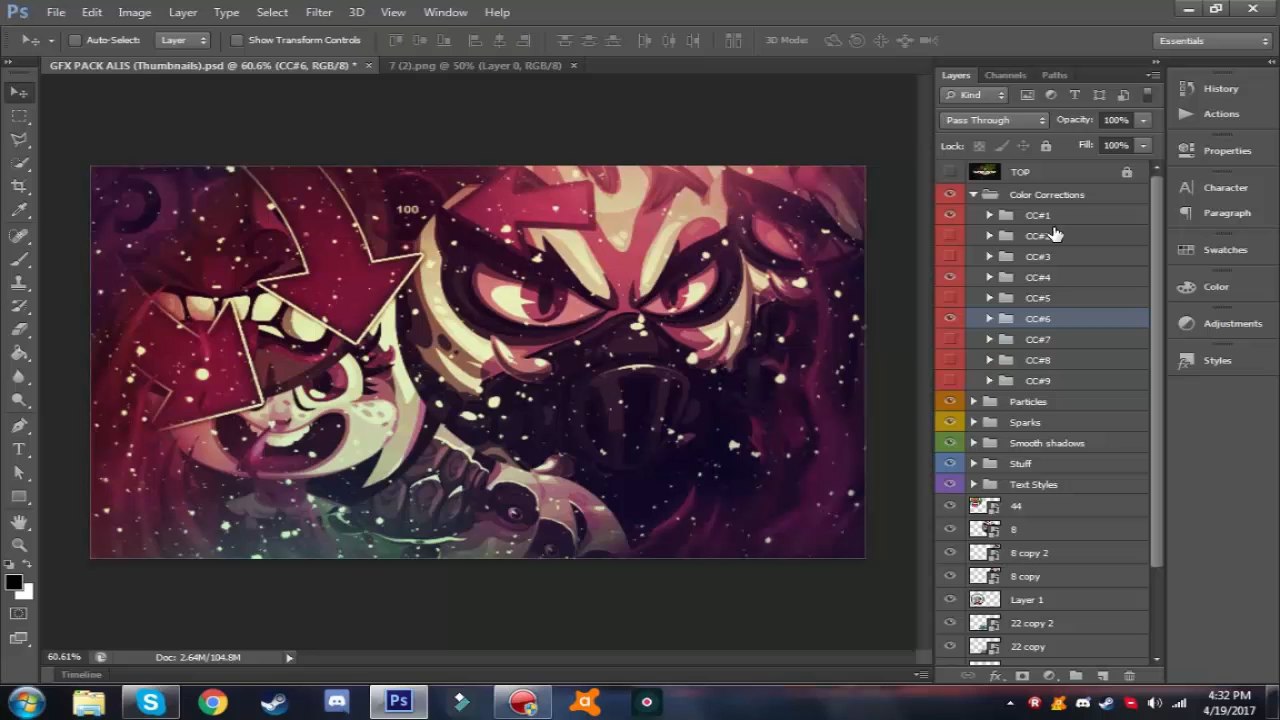 Ps File Edit Image Layer Type Select Filter 3D View Window Help
Auto-Select: Layer Show Transform Controls 3D Mode: Essentials
GFX PACK ALIS (Thumbnails).psd @ 60.6% (CC#6, RGB/8) * × 7 (2).png @ 50% (Layer 0, RGB/8) ×
Layers Channels Paths
Kind
Pass Through Opacity: 100%
Lock: Fill: 100%
TOP
Color Corrections
CC#1
CC#2
CC#3
CC#4
CC#5
CC#6
CC#7
CC#8
CC#9
Particles
Sparks
Smooth shadows
Stuff
Text Styles
44
8
8 copy 2
8 copy
Layer 1
22 copy 2
22 copy
History
Actions
Properties
Character
Paragraph
Swatches
Color
Adjustments
Styles
100
60.61% Doc: 2.64M/104.8M
Timeline
Ps
4:32 PM
4/19/2017